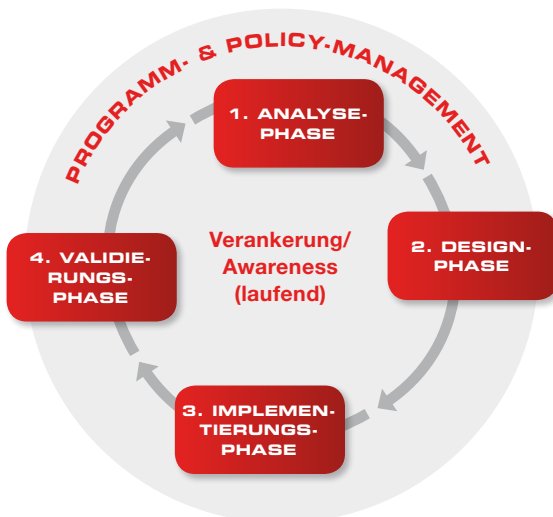 PROGRAMM- & POLICY-MANAGEMENT
1. ANALYSE-
PHASE
2. DESIGN-
PHASE
Verankerung/
Awareness
(laufend)
4. VALIDIE-
RUNGS-
PHASE
3. IMPLEMEN-
TIERUNGS-
PHASE